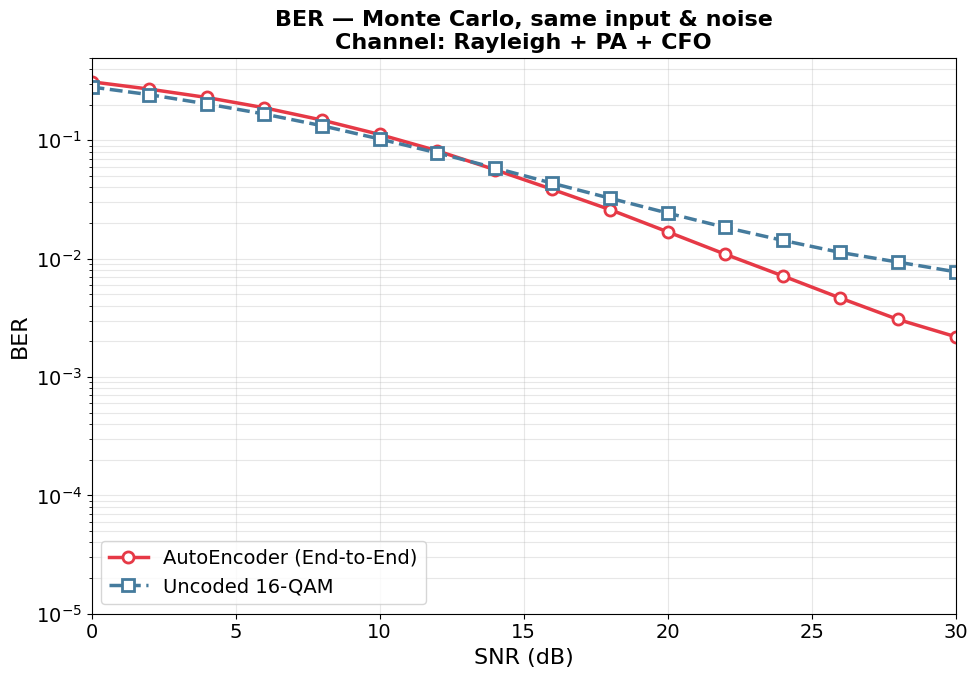 BER — Monte Carlo, same input & noise
Channel: Rayleigh + PA + CFO
BER
10⁻¹
10⁻²
10⁻³
10⁻⁴
10⁻⁵
AutoEncoder (End-to-End)
Uncoded 16-QAM
0 5 10 15 20 25 30
SNR (dB)